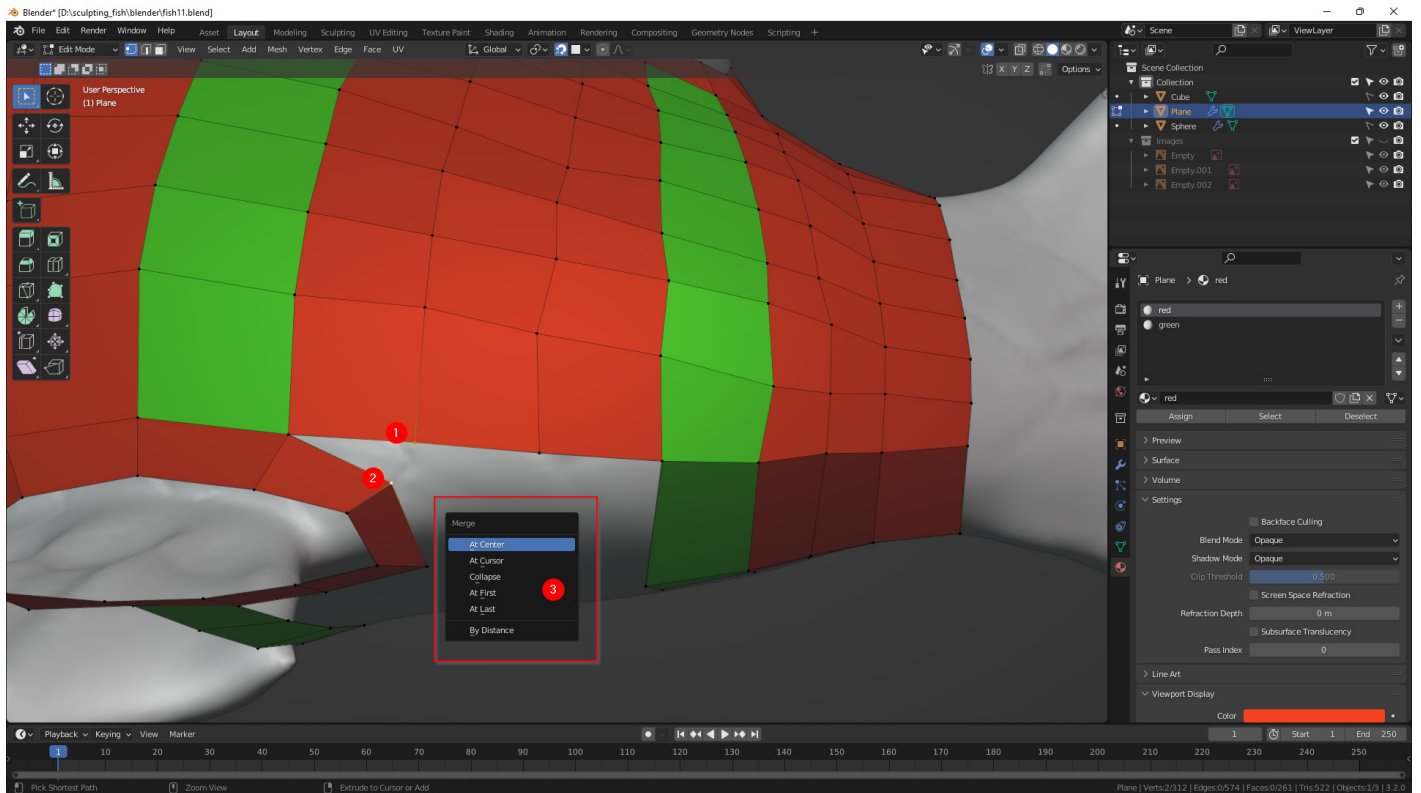 Blender* [D:\sculpting_fish\blender\fish11.blend]
File Edit Render Window Help Asset Layout Modeling Sculpting UV Editing Texture Paint Shading Animation Rendering Compositing Geometry Nodes Scripting + Scene ViewLayer
Edit Mode View Select Add Mesh Vertex Edge Face UV Global
X Y Z Options
User Perspective
(1) Plane
Scene Collection
Collection
Cube
Plane
Sphere
Images
Empty
Empty.001
Empty.002
Plane > red
red
green
red
Assign Select Deselect
Preview
Surface
Volume
Settings
Backface Culling
Blend Mode Opaque
Shadow Mode Opaque
Clip Threshold 0.500
Screen Space Refraction
Refraction Depth 0 m
Subsurface Translucency
Pass Index 0
Line Art
Viewport Display
Color
1
2
Merge
At Center
At Cursor
Collapse
3
At First
At Last
By Distance
Playback Keying View Marker 1 Start 1 End 250
1 10 20 30 40 50 60 70 80 90 100 110 120 130 140 150 160 170 180 190 200 210 220 230 240 250
Pick Shortest Path Zoom View Extrude to Cursor or Add Plane | Verts:2/312 | Edges:0/574 | Faces:0/261 | Tris:522 | Objects:1/3 | 3.2.0